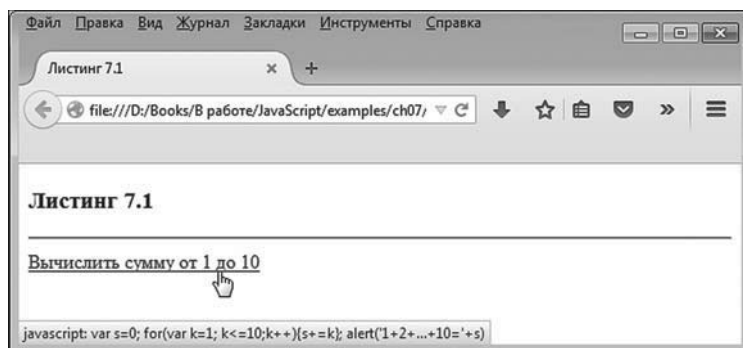 Файл Правка Вид Журнал Закладки Инструменты Справка
Листинг 7.1
file:///D:/Books/В работе/JavaScript/examples/ch07/
Листинг 7.1
Вычислить сумму от 1 до 10
javascript: var s=0; for(var k=1; k<=10;k++){s+=k}; alert('1+2+...+10='+s)